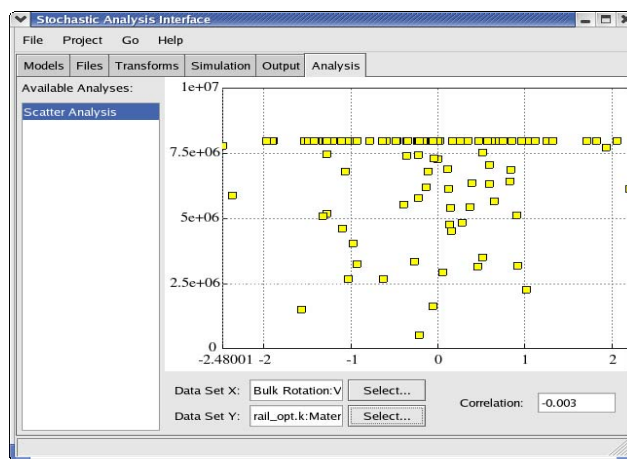 Stochastic Analysis Interface
File Project Go Help
Models Files Transforms Simulation Output Analysis
Available Analyses:
Scatter Analysis
1e+07
7.5e+06
5e+06
2.5e+06
0
-2.48001 -2 -1 0 1 2
Data Set X: Bulk Rotation:V Select...
Data Set Y: rail_opt.k:Mater Select...
Correlation: -0.003